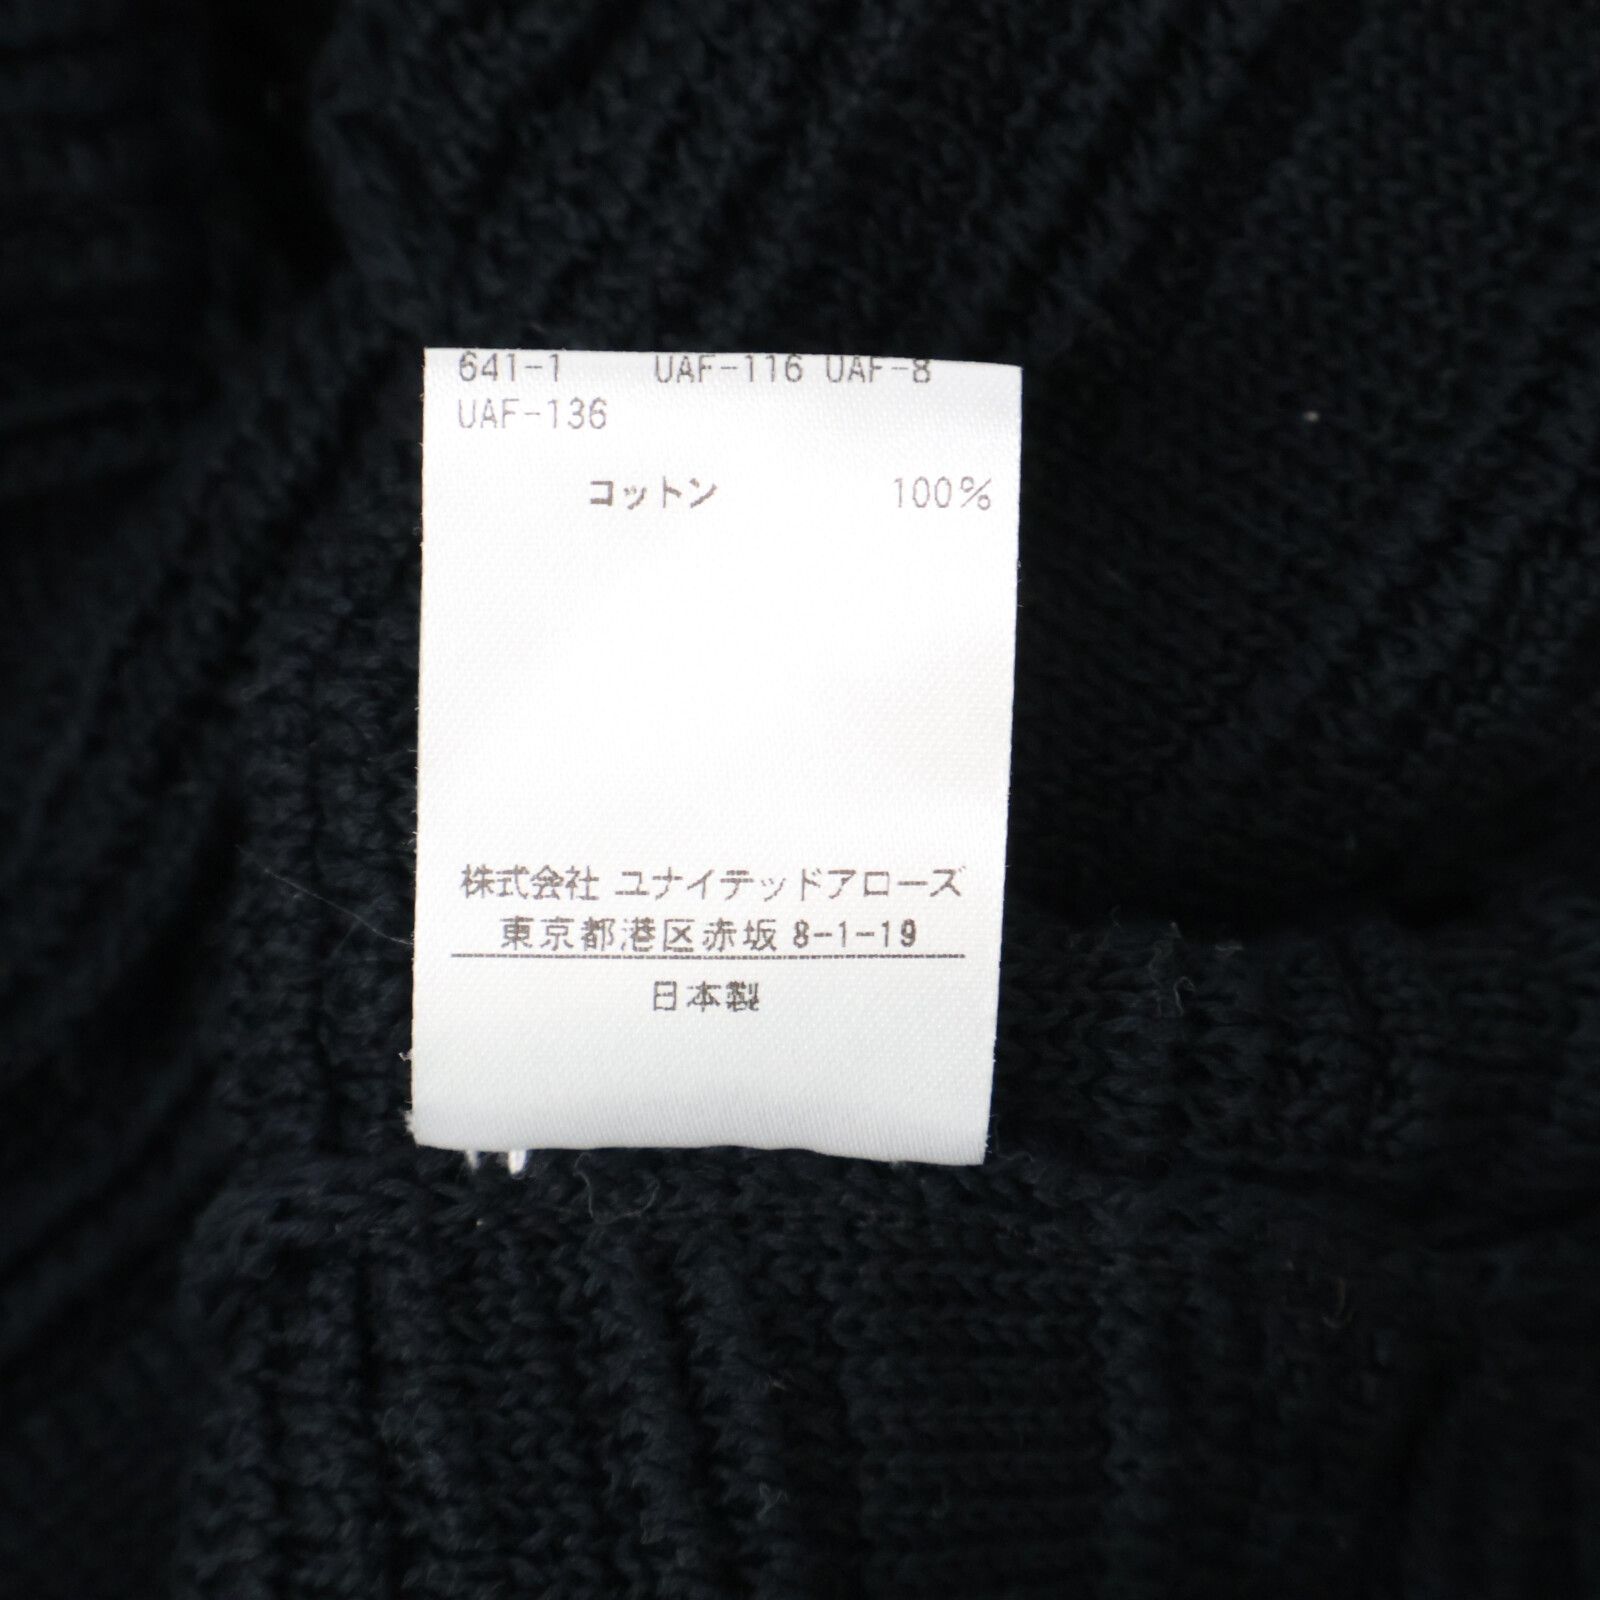 641-1 UAF-116 UAF-8
UAF-136
コットン 100%
株式会社 ユナイテッドアローズ
東京都港区赤坂 8-1-19
日本製